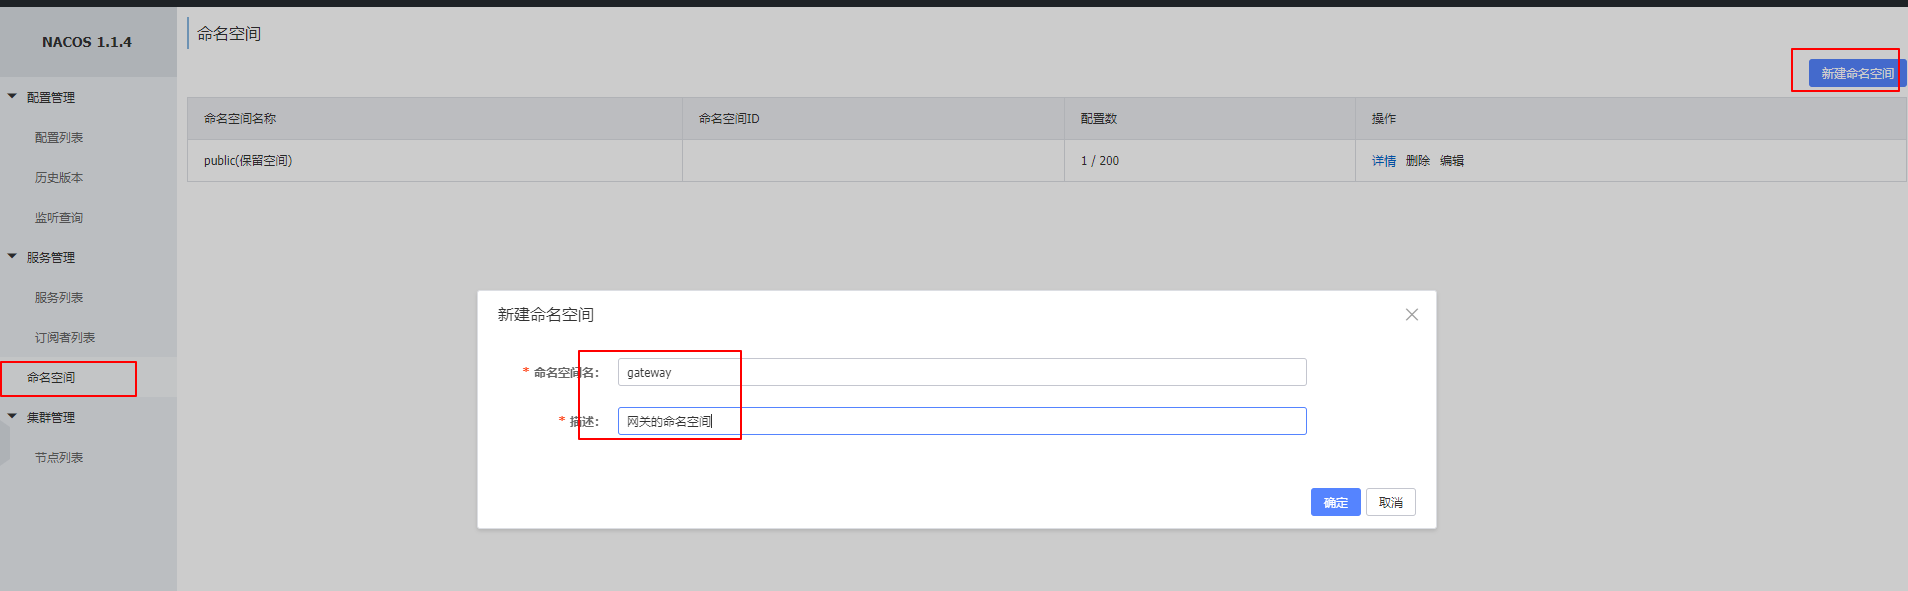 NACOS 1.1.4
配置管理
配置列表
历史版本
监听查询
服务管理
服务列表
订阅者列表
命名空间
集群管理
节点列表
命名空间
新建命名空间
命名空间名称 命名空间ID 配置数 操作
public(保留空间) 1 / 200 详情 删除 编辑
新建命名空间
* 命名空间名: gateway
* 描述: 网关的命名空间
确定 取消